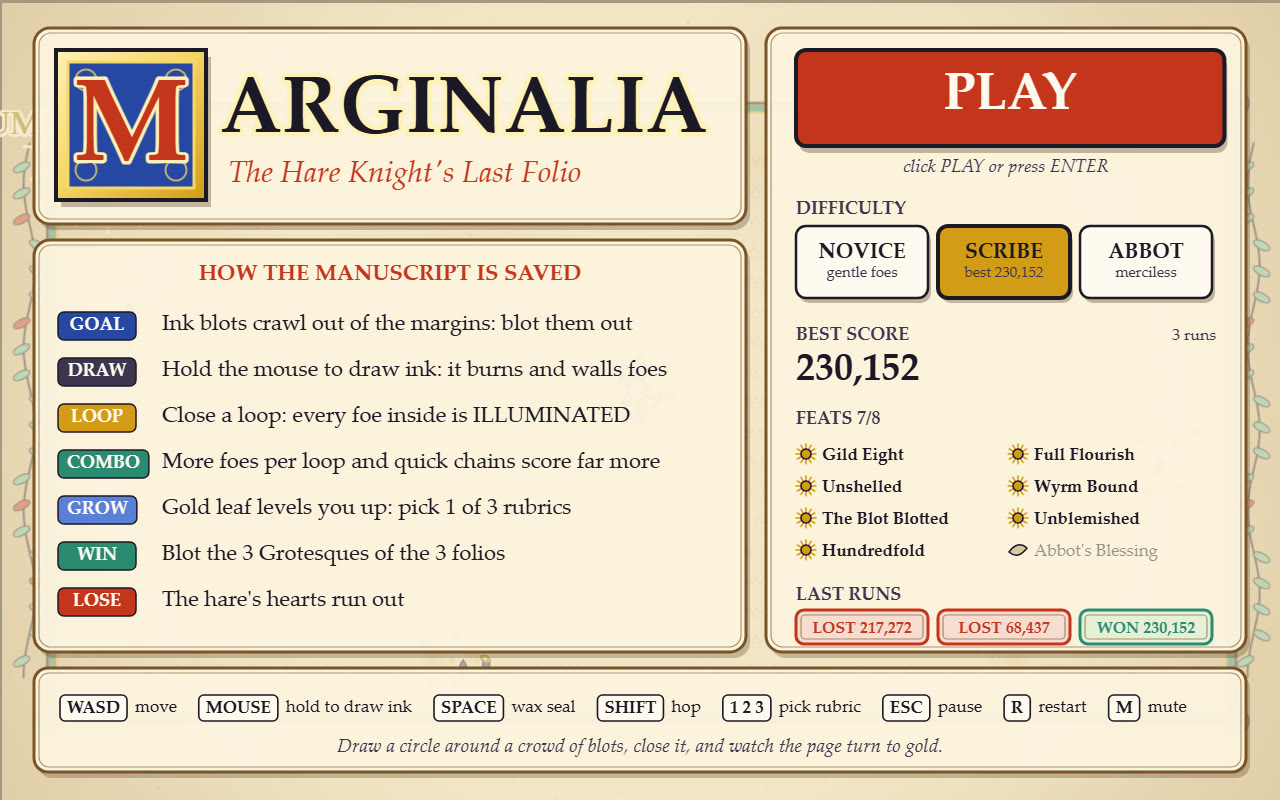 MARGINALIA
The Hare Knight's Last Folio
HOW THE MANUSCRIPT IS SAVED
GOAL Ink blots crawl out of the margins: blot them out
DRAW Hold the mouse to draw ink: it burns and walls foes
LOOP Close a loop: every foe inside is ILLUMINATED
COMBO More foes per loop and quick chains score far more
GROW Gold leaf levels you up: pick 1 of 3 rubrics
WIN Blot the 3 Grotesques of the 3 folios
LOSE The hare's hearts run out
PLAY
click PLAY or press ENTER
DIFFICULTY
NOVICE SCRIBE ABBOT
gentle foes best 230,152 merciless
BEST SCORE 3 runs
230,152
FEATS 7/8
Gild Eight Full Flourish
Unshelled Wyrm Bound
The Blot Blotted Unblemished
Hundredfold Abbot's Blessing
LAST RUNS
LOST 217,272 LOST 68,437 WON 230,152
WASD move MOUSE hold to draw ink SPACE wax seal SHIFT hop 1 2 3 pick rubric ESC pause R restart M mute
Draw a circle around a crowd of blots, close it, and watch the page turn to gold.